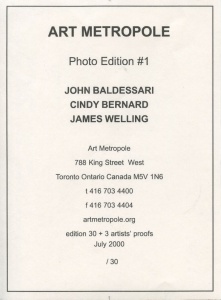 ART METROPOLE
Photo Edition #1
JOHN BALDESSARI
CINDY BERNARD
JAMES WELLING
Art Metropole
788 King Street West
Toronto Ontario Canada M5V 1N6
t 416 703 4400
f 416 703 4404
artmetropole.org
edition 30 + 3 artists' proofs
July 2000
/ 30